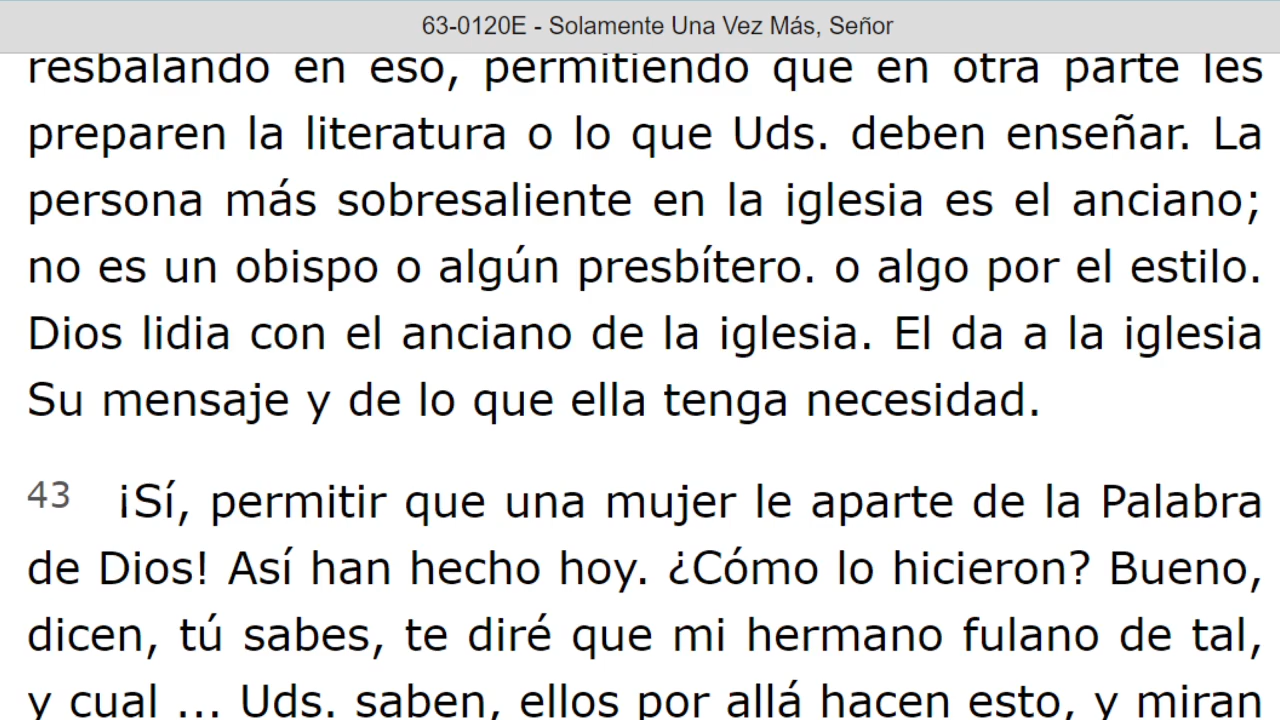 63-0120E - Solamente Una Vez Más, Señor
resbalando en eso, permitiendo que en otra parte les
preparen la literatura o lo que Uds. deben enseñar. La
persona más sobresaliente en la iglesia es el anciano;
no es un obispo o algún presbítero. o algo por el estilo.
Dios lidia con el anciano de la iglesia. El da a la iglesia
Su mensaje y de lo que ella tenga necesidad.
43 ¡Sí, permitir que una mujer le aparte de la Palabra
de Dios! Así han hecho hoy. ¿Cómo lo hicieron? Bueno,
dicen, tú sabes, te diré que mi hermano fulano de tal,
y cual ... Uds. saben, ellos por allá hacen esto, y miran